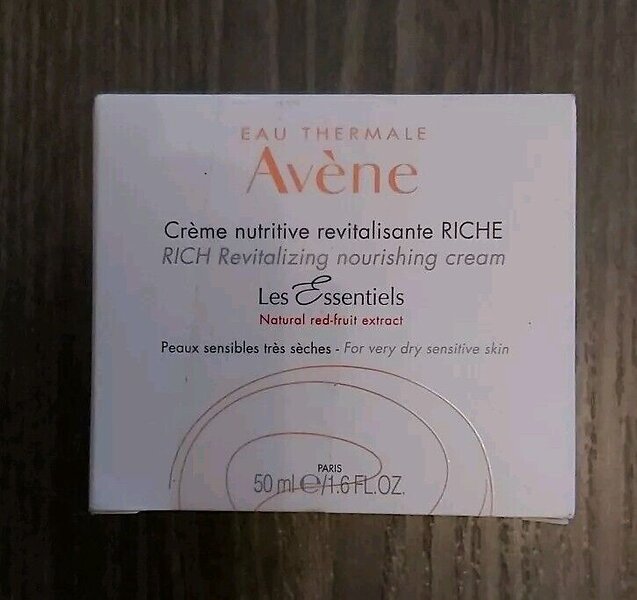 EAU THERMALE
Avène
Crème nutritive revitalisante RICHE
RICH Revitalizing nourishing cream
Les Essentiels
Natural red-fruit extract
Peaux sensibles très sèches - For very dry sensitive skin
PARIS
50 ml ℮/1.6 FL.OZ.